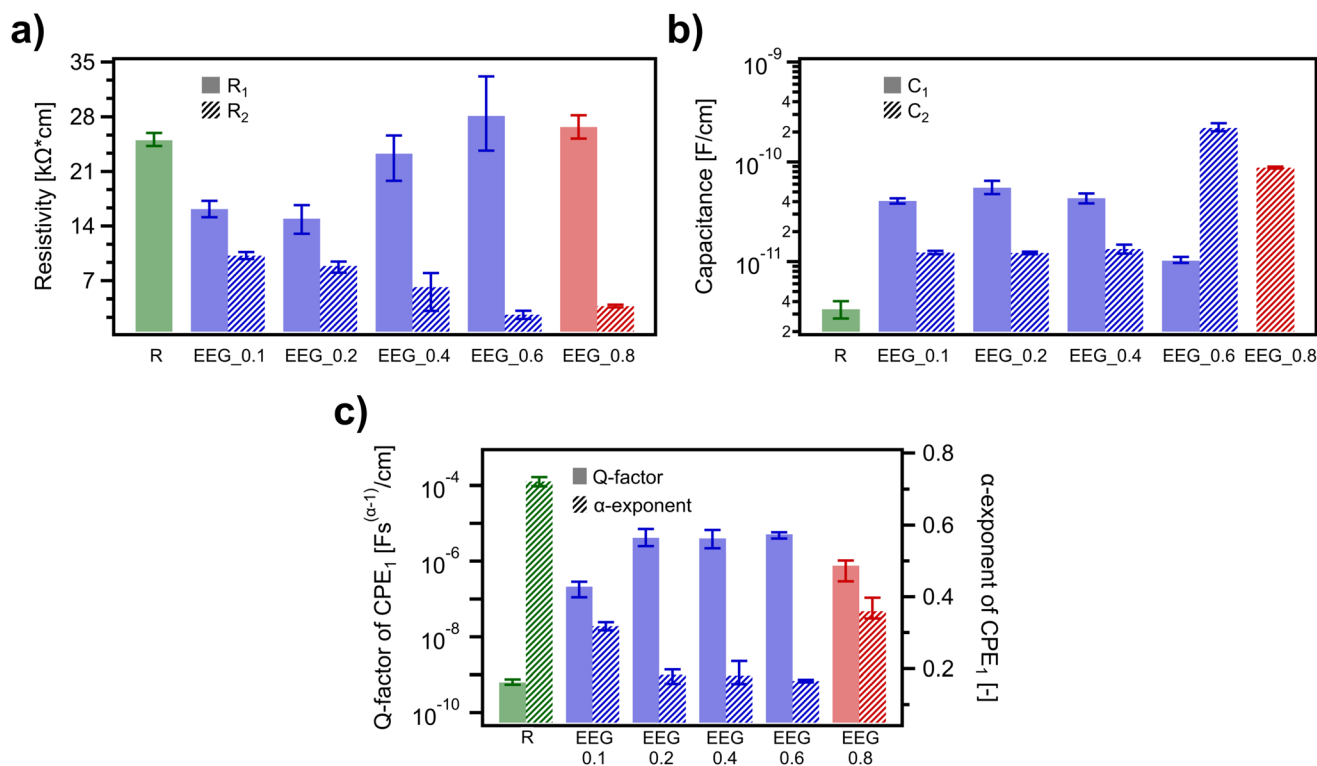 a)
Resistivity [kΩ*cm]
35
28
21
14
7
R₁
R₂
R EEG_0.1 EEG_0.2 EEG_0.4 EEG_0.6 EEG_0.8
b)
Capacitance [F/cm]
10⁻⁹
4
2
10⁻¹⁰
4
2
10⁻¹¹
4
2
C₁
C₂
R EEG_0.1 EEG_0.2 EEG_0.4 EEG_0.6 EEG_0.8
c)
Q-factor of CPE₁ [Fs⁽ᵅ⁻¹⁾/cm]
10⁻⁴
10⁻⁶
10⁻⁸
10⁻¹⁰
Q-factor
α-exponent
0.8
0.6
0.4
0.2
α-exponent of CPE₁ [-]
R EEG EEG EEG EEG EEG
0.1 0.2 0.4 0.6 0.8